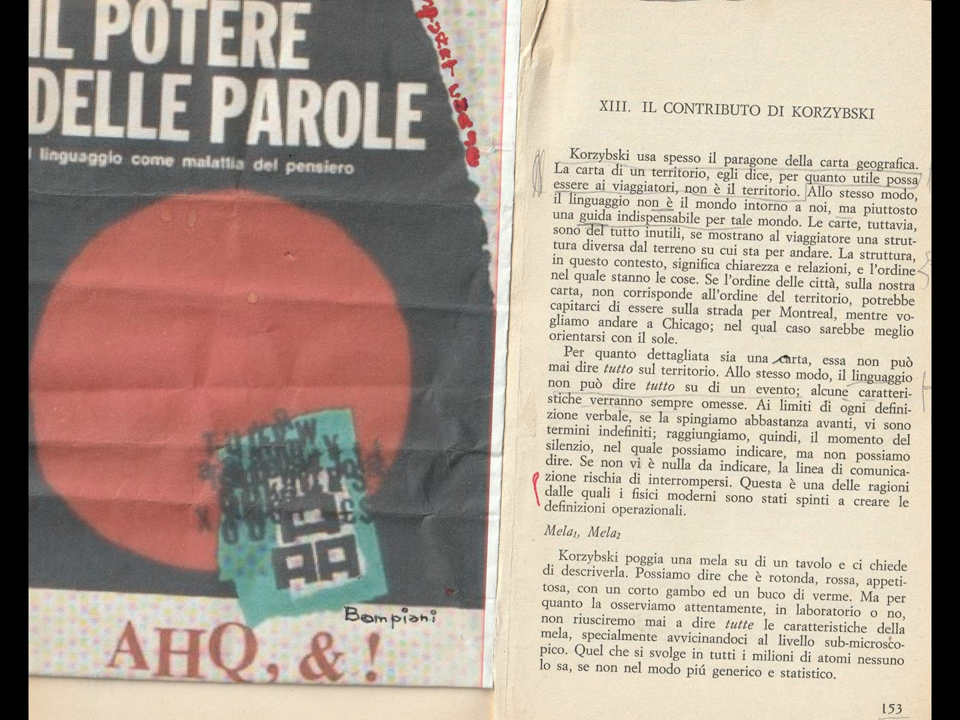 IL POTERE
DELLE PAROLE
l linguaggio come malattia del pensiero
Bompiani
AHQ, & !
XIII. IL CONTRIBUTO DI KORZYBSKI
Korzybski usa spesso il paragone della carta geografica.
La carta di un territorio, egli dice, per quanto utile possa
essere ai viaggiatori, non è il territorio. Allo stesso modo,
il linguaggio non è il mondo intorno a noi, ma piuttosto
una guida indispensabile per tale mondo. Le carte, tuttavia,
sono del tutto inutili, se mostrano al viaggiatore una strut-
tura diversa dal terreno su cui sta per andare. La struttura,
in questo contesto, significa chiarezza e relazioni, e l'ordine
nel quale stanno le cose. Se l'ordine delle città, sulla nostra
carta, non corrisponde all'ordine del territorio, potrebbe
capitarci di essere sulla strada per Montreal, mentre vo-
gliamo andare a Chicago; nel qual caso sarebbe meglio
orientarsi con il sole.
Per quanto dettagliata sia una carta, essa non può
mai dire tutto sul territorio. Allo stesso modo, il linguaggio
non può dire tutto su di un evento; alcune caratteri-
stiche verranno sempre omesse. Ai limiti di ogni defini-
zione verbale, se la spingiamo abbastanza avanti, vi sono
termini indefiniti; raggiungiamo, quindi, il momento del
silenzio, nel quale possiamo indicare, ma non possiamo
dire. Se non vi è nulla da indicare, la linea di comunica-
zione rischia di interrompersi. Questa è una delle ragioni
dalle quali i fisici moderni sono stati spinti a creare le
definizioni operazionali.
Mela₁, Mela₂
Korzybski poggia una mela su di un tavolo e ci chiede
di descriverla. Possiamo dire che è rotonda, rossa, appeti-
tosa, con un corto gambo ed un buco di verme. Ma per
quanto la osserviamo attentamente, in laboratorio o no,
non riusciremo mai a dire tutte le caratteristiche della
mela, specialmente avvicinandoci al livello sub-microsco-
pico. Quel che si svolge in tutti i milioni di atomi nessuno
lo sa, se non nel modo piú generico e statistico.
153